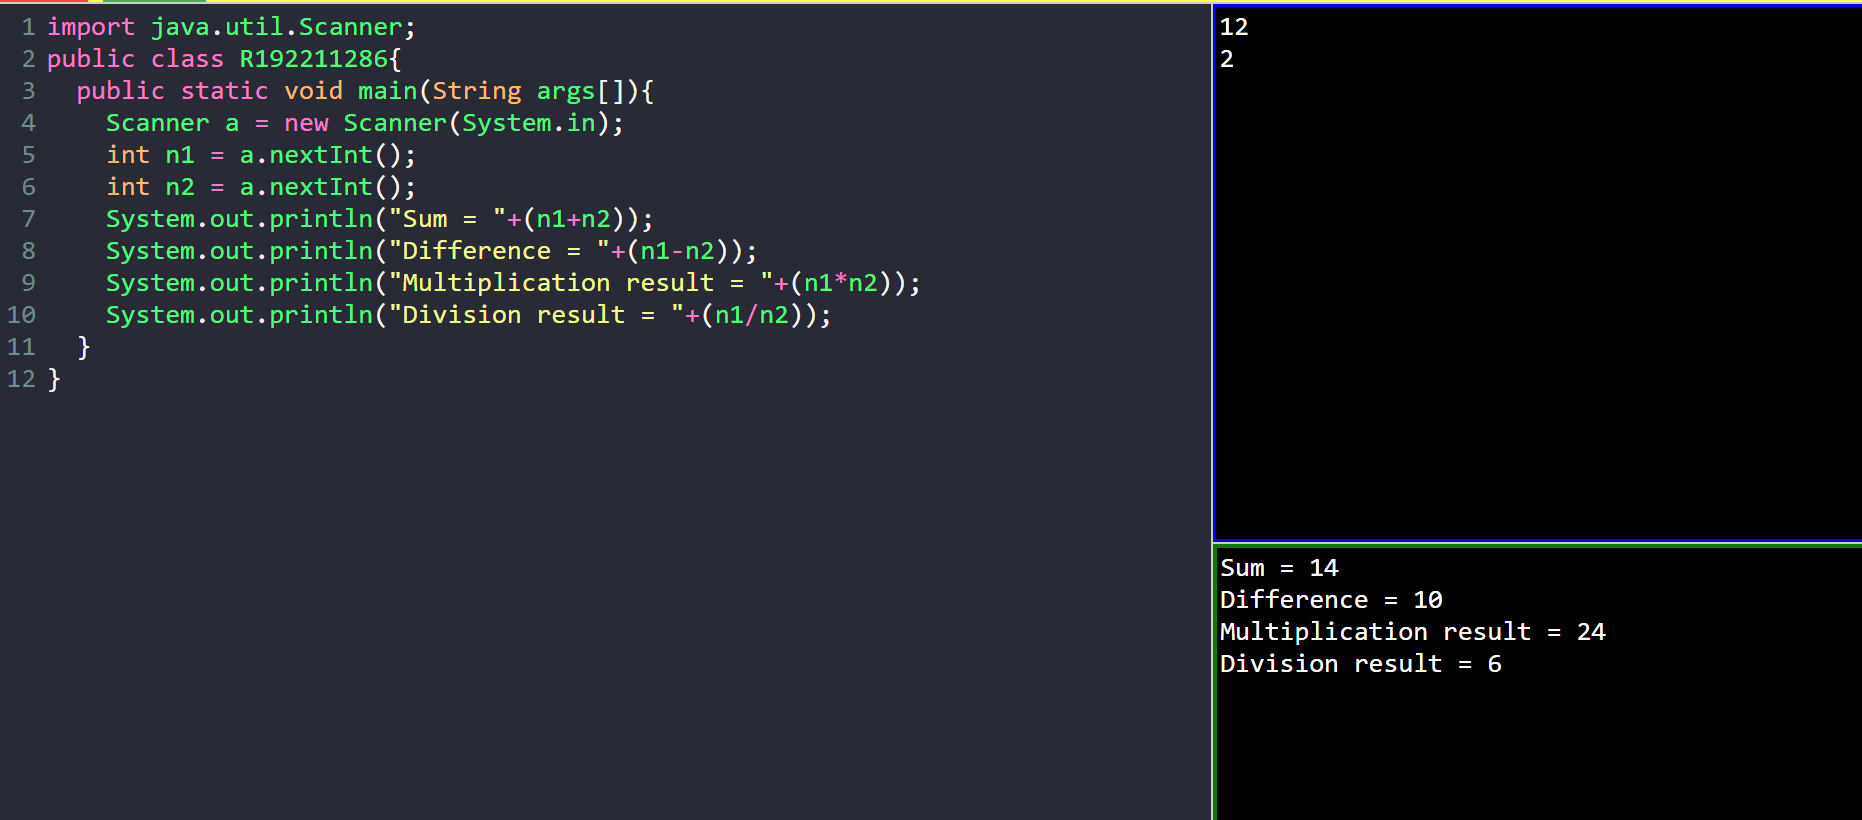 1 import java.util.Scanner;
2 public class R192211286{
3   public static void main(String args[]){
4     Scanner a = new Scanner(System.in);
5     int n1 = a.nextInt();
6     int n2 = a.nextInt();
7     System.out.println("Sum = "+(n1+n2));
8     System.out.println("Difference = "+(n1-n2));
9     System.out.println("Multiplication result = "+(n1*n2));
10     System.out.println("Division result = "+(n1/n2));
11   }
12 }
12
2
Sum = 14
Difference = 10
Multiplication result = 24
Division result = 6